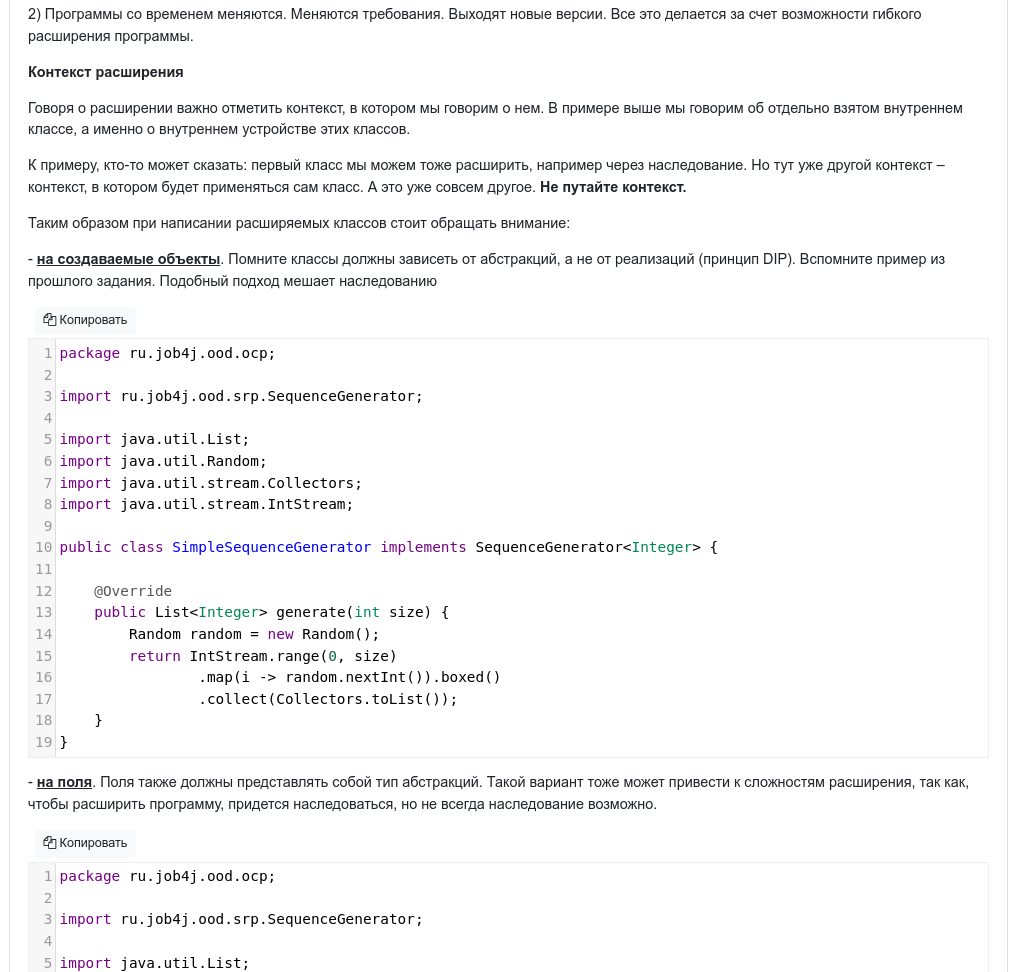 2) Программы со временем меняются. Меняются требования. Выходят новые версии. Все это делается за счет возможности гибкого
расширения программы.
Контекст расширения
Говоря о расширении важно отметить контекст, в котором мы говорим о нем. В примере выше мы говорим об отдельно взятом внутреннем
классе, а именно о внутреннем устройстве этих классов.
К примеру, кто-то может сказать: первый класс мы можем тоже расширить, например через наследование. Но тут уже другой контекст –
контекст, в котором будет применяться сам класс. А это уже совсем другое. Не путайте контекст.
Таким образом при написании расширяемых классов стоит обращать внимание:
- на создаваемые объекты. Помните классы должны зависеть от абстракций, а не от реализаций (принцип DIP). Вспомните пример из
прошлого задания. Подобный подход мешает наследованию
Копировать
1 package ru.job4j.ood.ocp;
2
3 import ru.job4j.ood.srp.SequenceGenerator;
4
5 import java.util.List;
6 import java.util.Random;
7 import java.util.stream.Collectors;
8 import java.util.stream.IntStream;
9
10 public class SimpleSequenceGenerator implements SequenceGenerator<Integer> {
11
12     @Override
13     public List<Integer> generate(int size) {
14         Random random = new Random();
15         return IntStream.range(0, size)
16                 .map(i -> random.nextInt()).boxed()
17                 .collect(Collectors.toList());
18     }
19 }
- на поля. Поля также должны представлять собой тип абстракций. Такой вариант тоже может привести к сложностям расширения, так как,
чтобы расширить программу, придется наследоваться, но не всегда наследование возможно.
Копировать
1 package ru.job4j.ood.ocp;
2
3 import ru.job4j.ood.srp.SequenceGenerator;
4
5 import java.util.List;